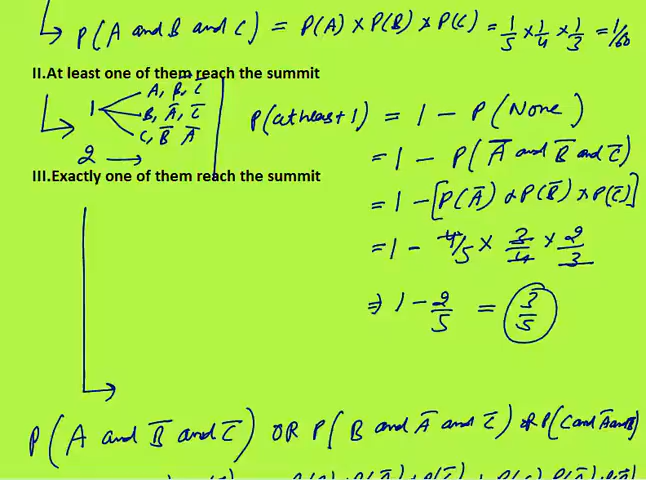 P(A and B and C) = P(A) × P(B) × P(C) = 1/5 × 1/4 × 1/3 = 1/60
II.At least one of them reach the summit
1 A, B̅, C̅
B, A̅, C̅
C, B̅ A̅
2
P(atleast 1) = 1 - P(None)
= 1 - P(A̅ and B̅ and C̅)
III.Exactly one of them reach the summit
= 1 - [P(A̅) × P(B̅) × P(C̅)]
= 1 - 4/5 × 3/4 × 2/3
⇒ 1 - 2/5 = 3/5
P(A and B̅ and C̅) OR P(B and A̅ and C̅) OR P(C and A̅ and B̅)